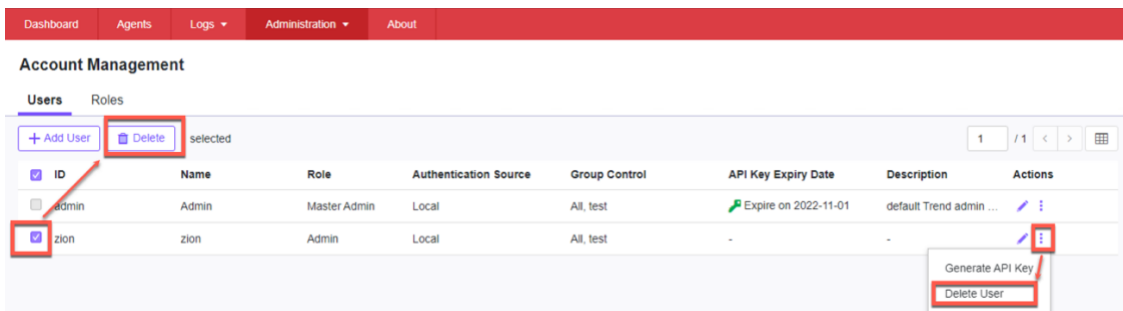 Dashboard Agents Logs Administration About
Account Management
Users Roles
+ Add User Delete selected 1 / 1 < >
ID Name Role Authentication Source Group Control API Key Expiry Date Description Actions
admin Admin Master Admin Local All, test Expire on 2022-11-01 default Trend admin ...
zion zion Admin Local All, test - -
Generate API Key
Delete User